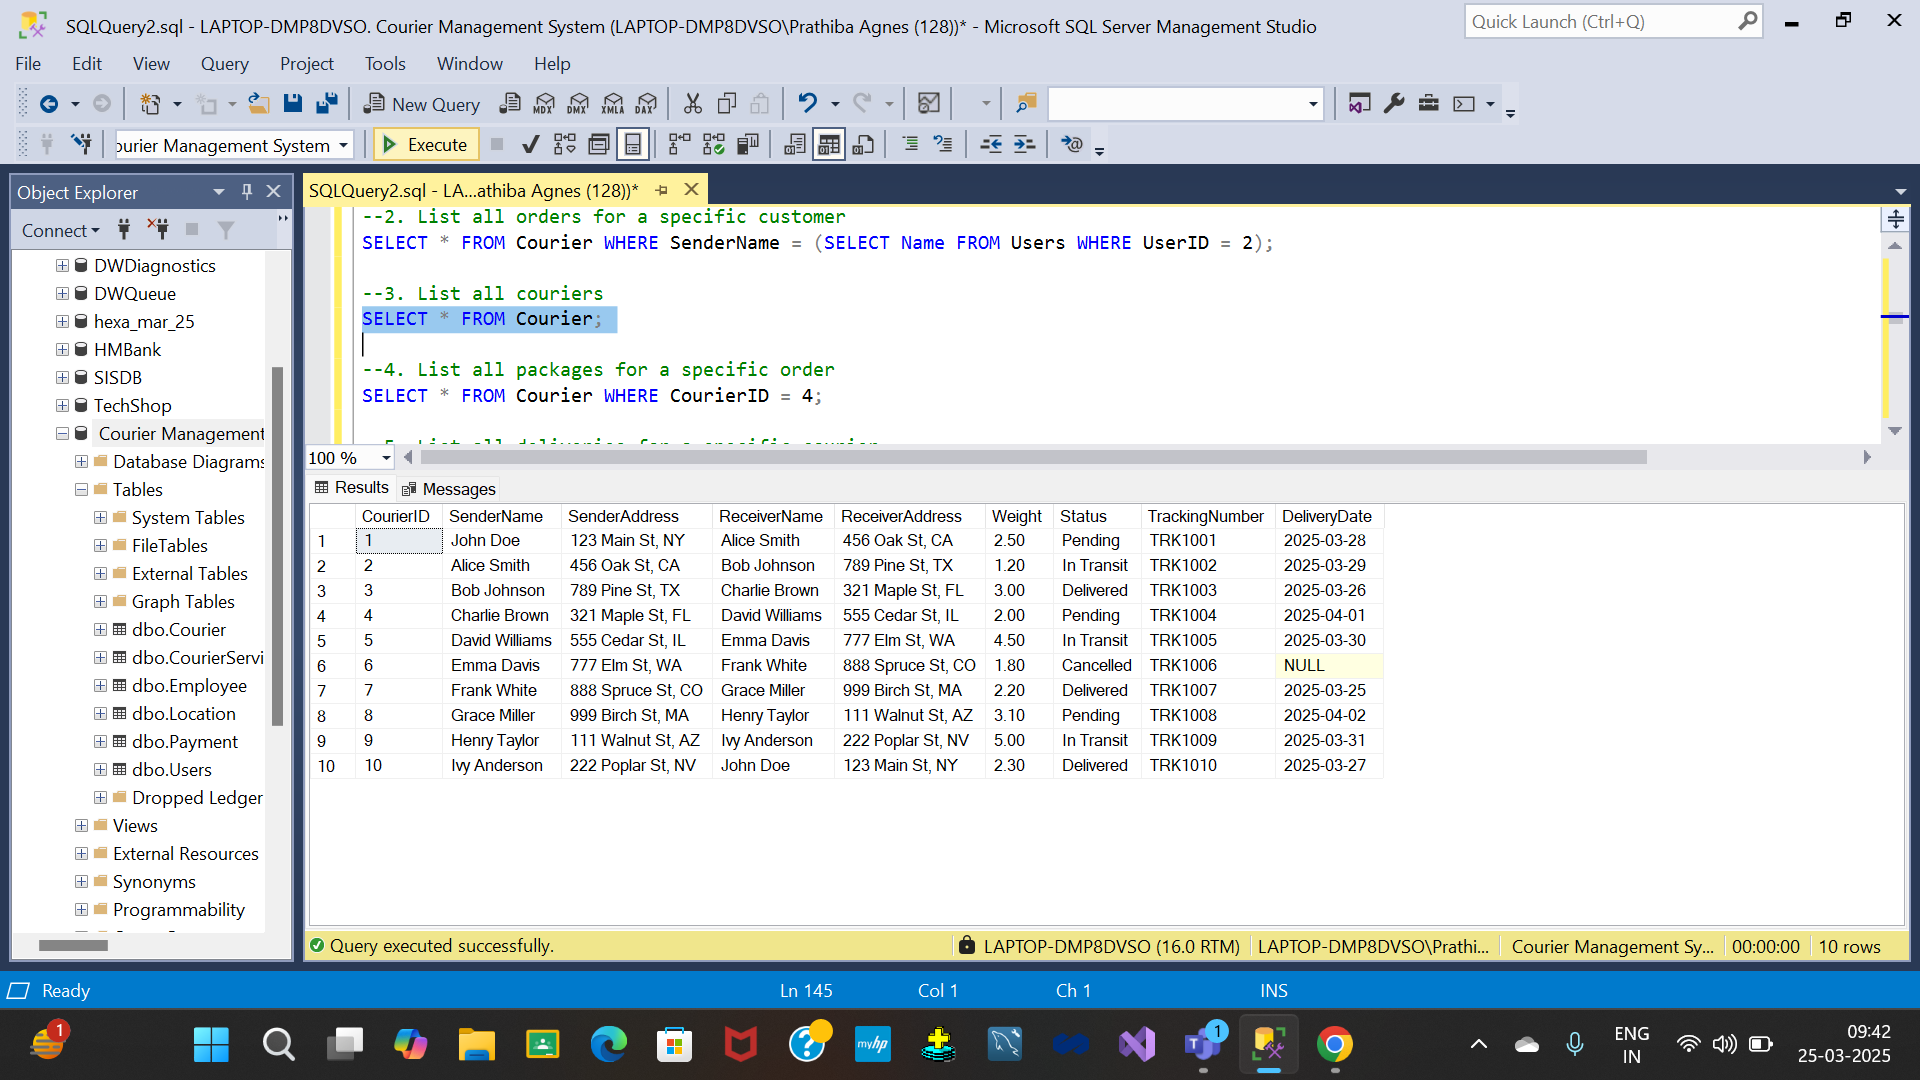 SQLQuery2.sql - LAPTOP-DMP8DVSO. Courier Management System (LAPTOP-DMP8DVSO\Prathiba Agnes (128))* - Microsoft SQL Server Management Studio
Quick Launch (Ctrl+Q)
File Edit View Query Project Tools Window Help
New Query MDX DMX XMLA DAX
ourier Management System Execute
Object Explorer
SQLQuery2.sql - LA...athiba Agnes (128))*
Connect
DWDiagnostics
DWQueue
hexa_mar_25
HMBank
SISDB
TechShop
Courier Management
Database Diagrams
Tables
System Tables
FileTables
External Tables
Graph Tables
dbo.Courier
dbo.CourierServi
dbo.Employee
dbo.Location
dbo.Payment
dbo.Users
Dropped Ledger
Views
External Resources
Synonyms
Programmability
--2. List all orders for a specific customer
SELECT * FROM Courier WHERE SenderName = (SELECT Name FROM Users WHERE UserID = 2);
--3. List all couriers
SELECT * FROM Courier;
--4. List all packages for a specific order
SELECT * FROM Courier WHERE CourierID = 4;
100 %
Results Messages
CourierID SenderName SenderAddress ReceiverName ReceiverAddress Weight Status TrackingNumber DeliveryDate
1 1 John Doe 123 Main St, NY Alice Smith 456 Oak St, CA 2.50 Pending TRK1001 2025-03-28
2 2 Alice Smith 456 Oak St, CA Bob Johnson 789 Pine St, TX 1.20 In Transit TRK1002 2025-03-29
3 3 Bob Johnson 789 Pine St, TX Charlie Brown 321 Maple St, FL 3.00 Delivered TRK1003 2025-03-26
4 4 Charlie Brown 321 Maple St, FL David Williams 555 Cedar St, IL 2.00 Pending TRK1004 2025-04-01
5 5 David Williams 555 Cedar St, IL Emma Davis 777 Elm St, WA 4.50 In Transit TRK1005 2025-03-30
6 6 Emma Davis 777 Elm St, WA Frank White 888 Spruce St, CO 1.80 Cancelled TRK1006 NULL
7 7 Frank White 888 Spruce St, CO Grace Miller 999 Birch St, MA 2.20 Delivered TRK1007 2025-03-25
8 8 Grace Miller 999 Birch St, MA Henry Taylor 111 Walnut St, AZ 3.10 Pending TRK1008 2025-04-02
9 9 Henry Taylor 111 Walnut St, AZ Ivy Anderson 222 Poplar St, NV 5.00 In Transit TRK1009 2025-03-31
10 10 Ivy Anderson 222 Poplar St, NV John Doe 123 Main St, NY 2.30 Delivered TRK1010 2025-03-27
Query executed successfully. LAPTOP-DMP8DVSO (16.0 RTM) LAPTOP-DMP8DVSO\Prathi... Courier Management Sy... 00:00:00 10 rows
Ready Ln 145 Col 1 Ch 1 INS
1 myhp 1 ENG 09:42
IN 25-03-2025